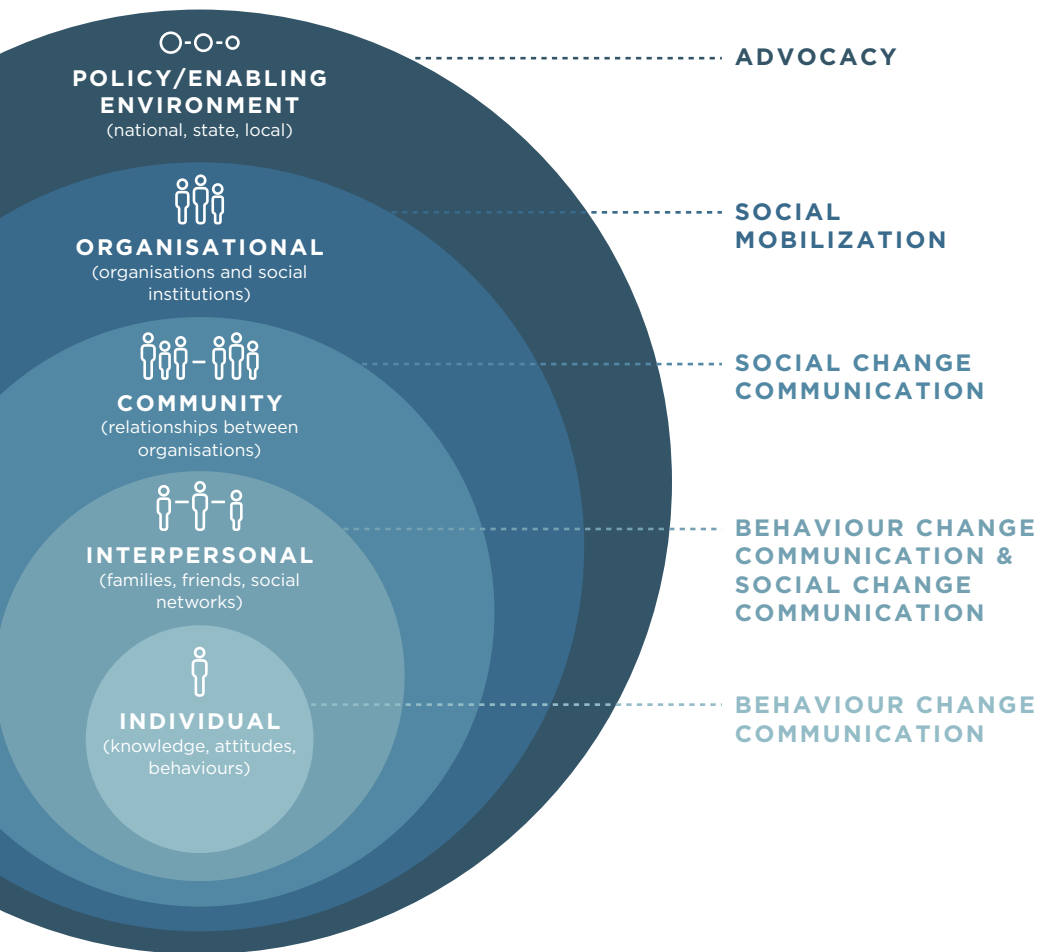 POLICY/ENABLING
ENVIRONMENT
(national, state, local)
ADVOCACY
ORGANISATIONAL
(organisations and social
institutions)
SOCIAL
MOBILIZATION
COMMUNITY
(relationships between
organisations)
SOCIAL CHANGE
COMMUNICATION
INTERPERSONAL
(families, friends, social
networks)
BEHAVIOUR CHANGE
COMMUNICATION &
SOCIAL CHANGE
COMMUNICATION
INDIVIDUAL
(knowledge, attitudes,
behaviours)
BEHAVIOUR CHANGE
COMMUNICATION